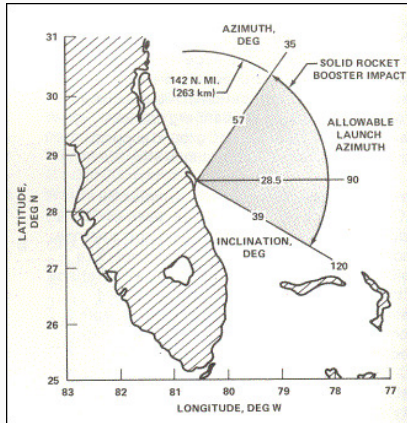 AZIMUTH,
DEG
35
SOLID ROCKET
BOOSTER IMPACT
142 N. MI.
(263 km)
57
ALLOWABLE
LAUNCH
AZIMUTH
28.5
90
39
INCLINATION,
DEG
120
LATITUDE,
DEG N
31
30
29
28
27
26
25
83
82
81
80
79
78
77
LONGITUDE, DEG W